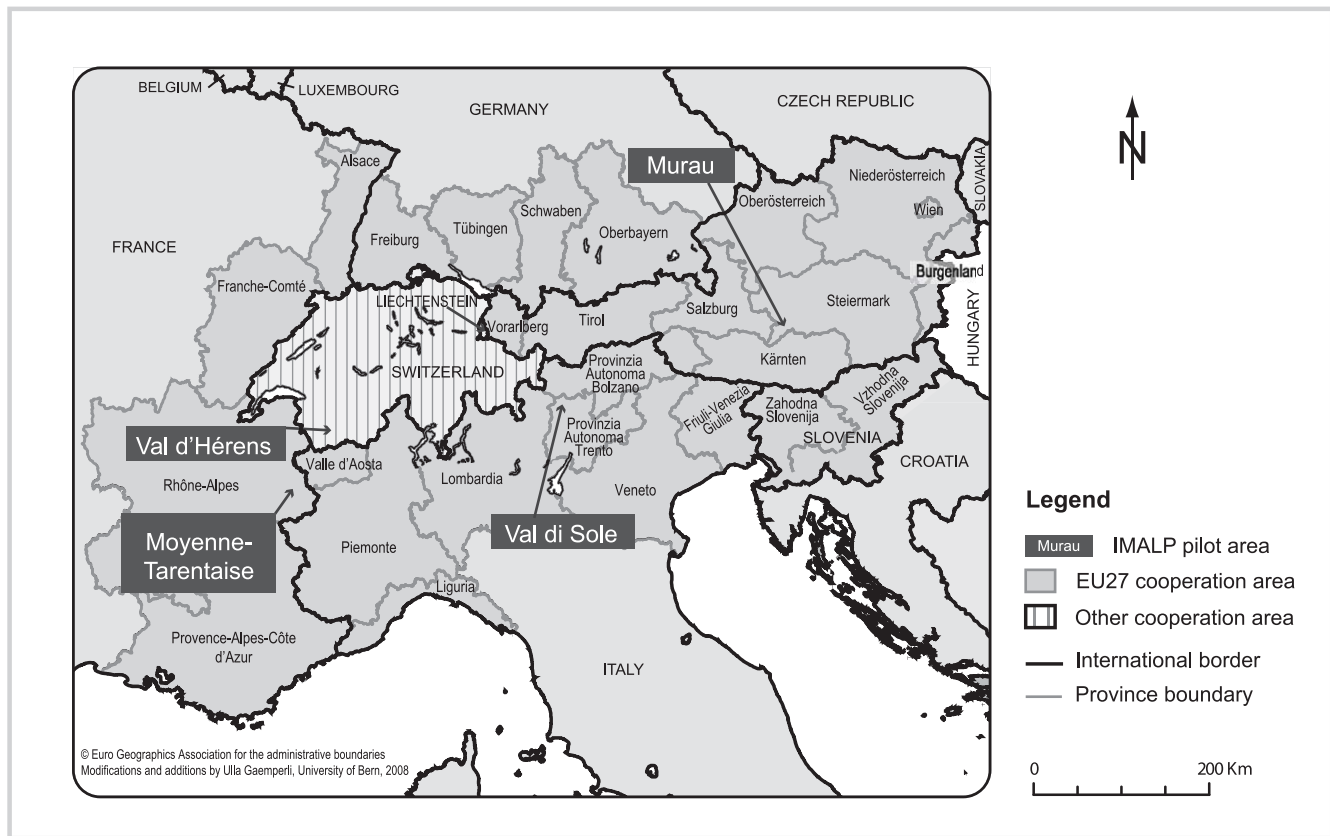 BELGIUM
LUXEMBOURG
GERMANY
CZECH REPUBLIC
SLOVAKIA
Alsace
Murau
Niederösterreich
Oberösterreich
Wien
Schwaben
Tübingen
Oberbayern
Freiburg
FRANCE
Burgenland
Franche-Comté
LIECHTENSTEIN
Vorarlberg
Tirol
Salzburg
Steiermark
HUNGARY
SWITZERLAND
Provinzia
Autonoma
Bolzano
Kärnten
Vzhodna
Slovenija
Friuli-Venezia
Giulia
Zahodna
Slovenija
SLOVENIA
Provinzia
Autonoma
Trento
Val d'Hérens
Valle d'Aosta
CROATIA
Rhône-Alpes
Lombardia
Veneto
Val di Sole
Moyenne-
Tarentaise
Piemonte
Liguria
Provence-Alpes-Côte
d'Azur
ITALY
© Euro Geographics Association for the administrative boundaries
Modifications and additions by Ulla Gaemperli, University of Bern, 2008
N
Legend
Murau IMALP pilot area
EU27 cooperation area
Other cooperation area
International border
Province boundary
0 200 Km